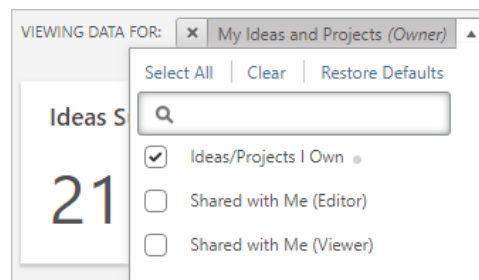 VIEWING DATA FOR: My Ideas and Projects (Owner)
Select All Clear Restore Defaults
Ideas/Projects I Own
Shared with Me (Editor)
Shared with Me (Viewer)
Ideas
21